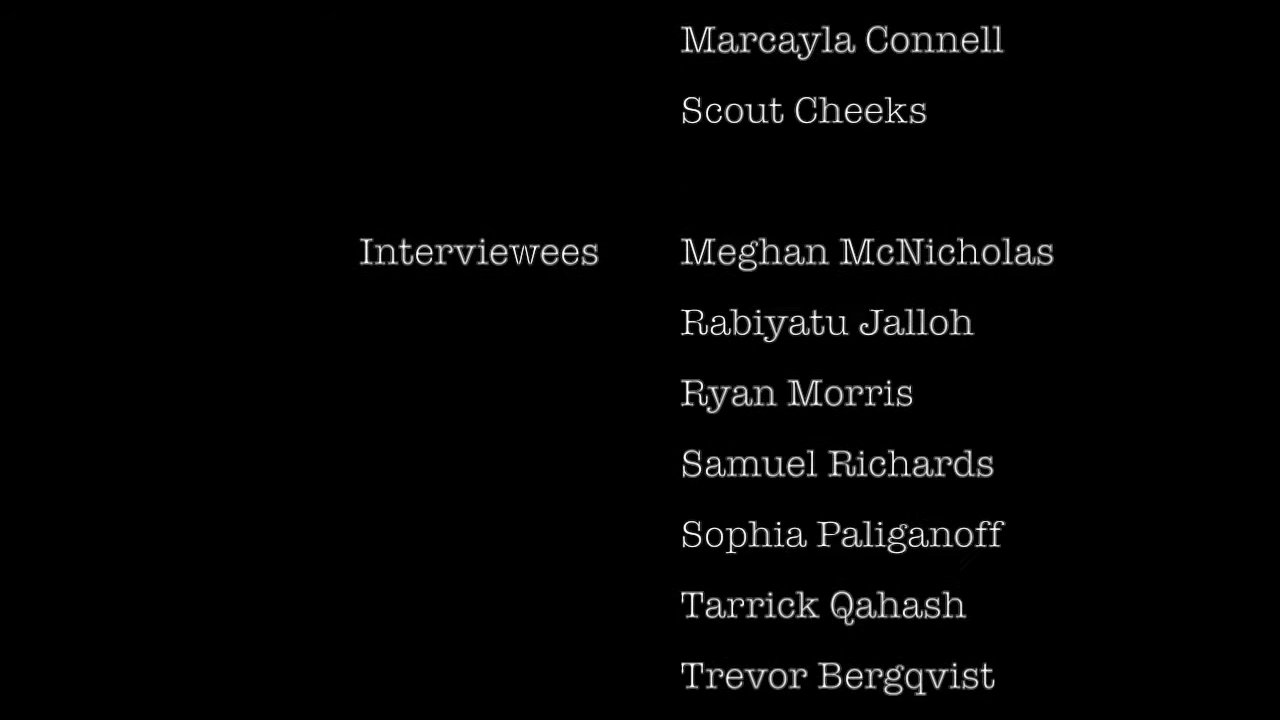 Marcayla Connell
Scout Cheeks
Interviewees Meghan McNicholas
Rabiyatu Jalloh
Ryan Morris
Samuel Richards
Sophia Paliganoff
Tarrick Qahash
Trevor Bergqvist